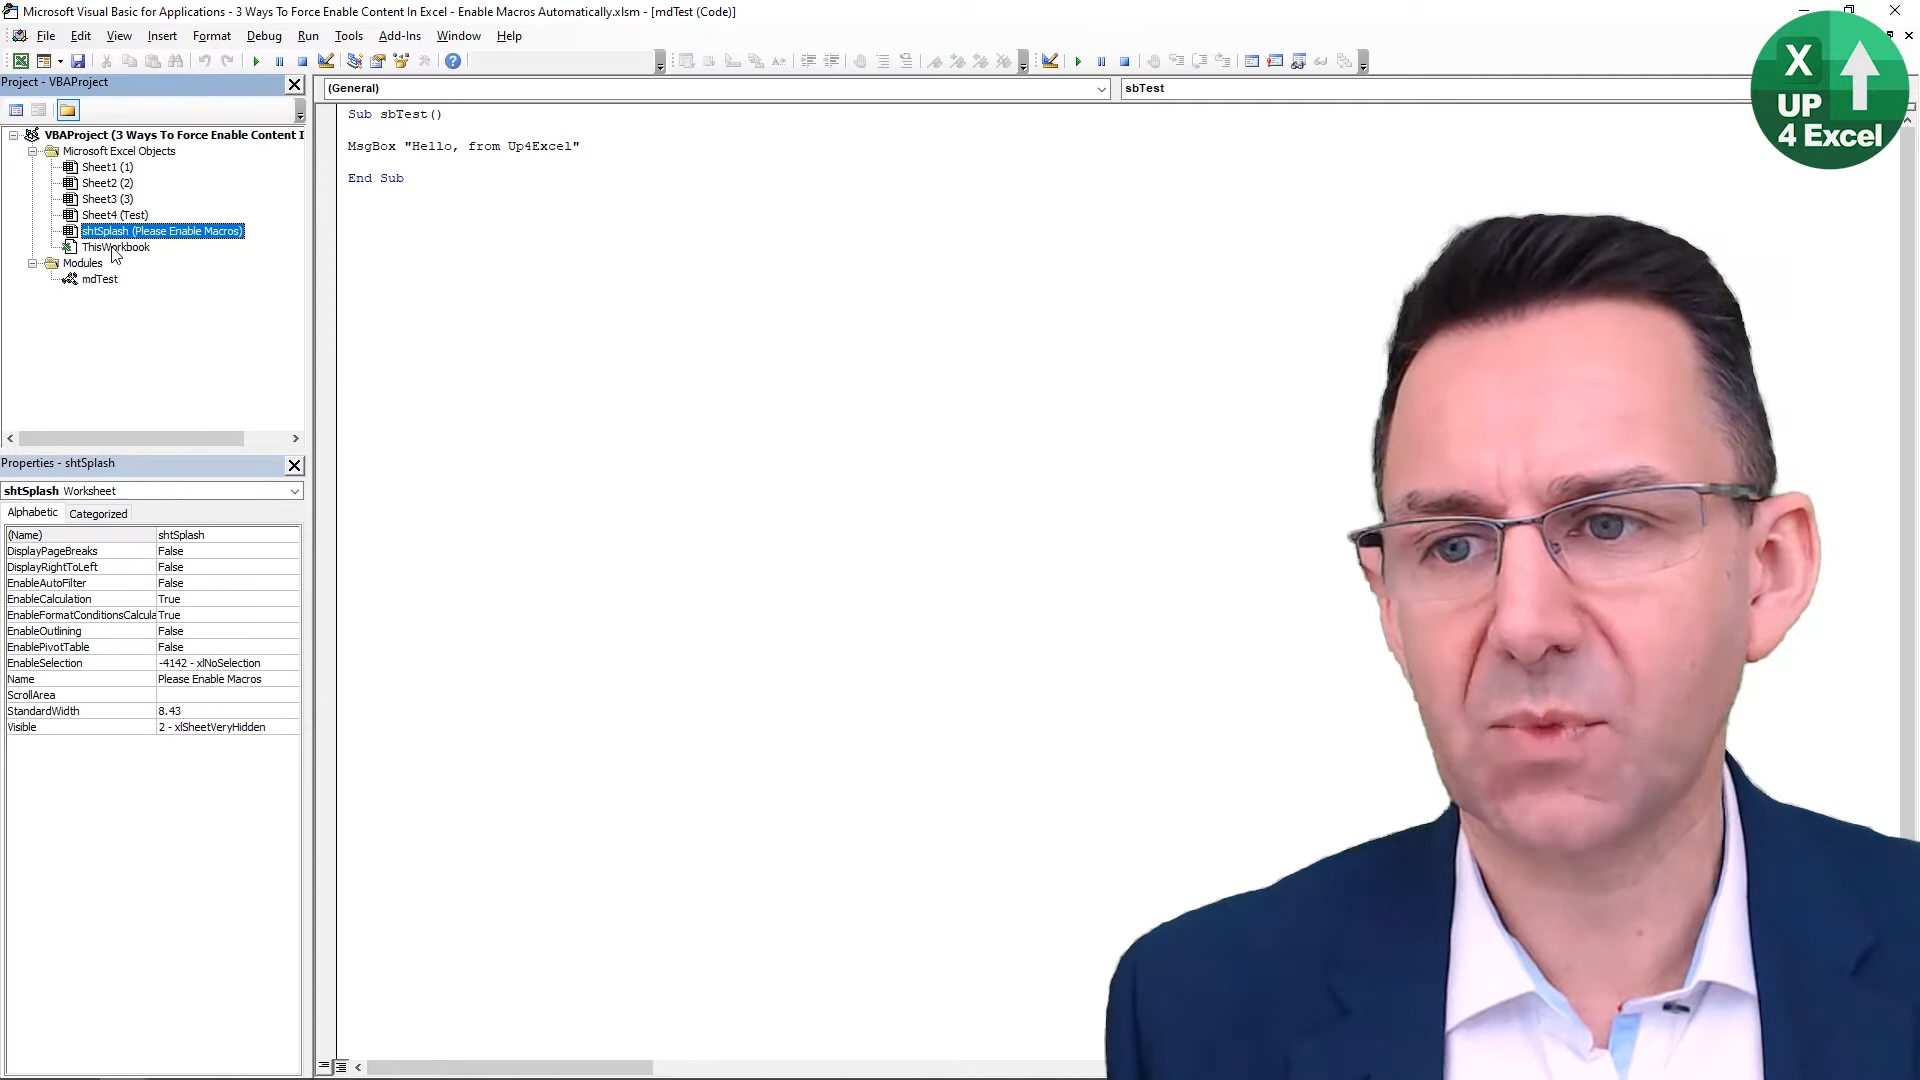 Microsoft Visual Basic for Applications - 3 Ways To Force Enable Content In Excel - Enable Macros Automatically.xlsm - [mdTest (Code)]
File Edit View Insert Format Debug Run Tools Add-Ins Window Help
Project - VBAProject
(General)
sbTest
X
UP
4 Excel
VBAProject (3 Ways To Force Enable Content I
Microsoft Excel Objects
Sheet1 (1)
Sheet2 (2)
Sheet3 (3)
Sheet4 (Test)
shtSplash (Please Enable Macros)
ThisWorkbook
Modules
mdTest
Sub sbTest()
MsgBox "Hello, from Up4Excel"
End Sub
Properties - shtSplash
shtSplash Worksheet
Alphabetic Categorized
(Name) shtSplash
DisplayPageBreaks False
DisplayRightToLeft False
EnableAutoFilter False
EnableCalculation True
EnableFormatConditionsCalcula True
EnableOutlining False
EnablePivotTable False
EnableSelection -4142 - xlNoSelection
Name Please Enable Macros
ScrollArea
StandardWidth 8.43
Visible 2 - xlSheetVeryHidden